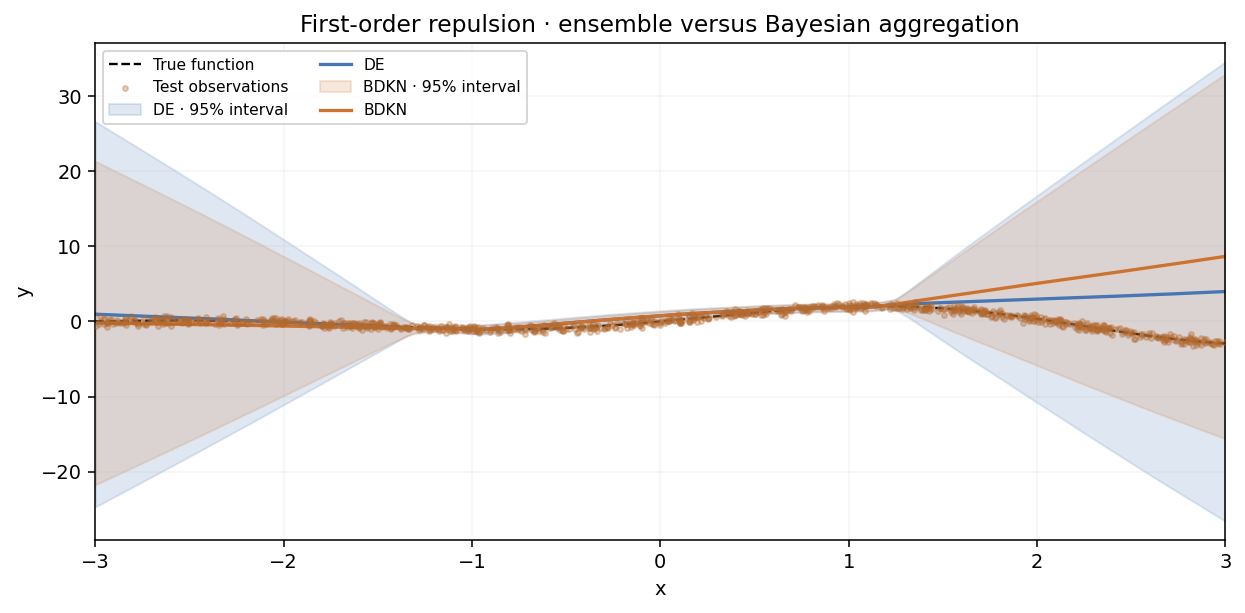 First-order repulsion · ensemble versus Bayesian aggregation
True function
Test observations
DE · 95% interval
DE
BDKN · 95% interval
BDKN
y
30
20
10
0
−10
−20
−3
−2
−1
0
1
2
3
x